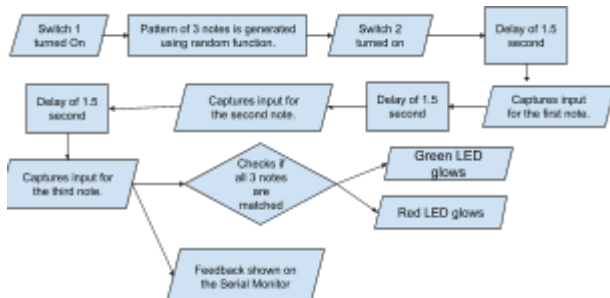 Switch 1
turned On
Pattern of 3 notes is generated
using random function.
Switch 2
turned on
Delay of 1.5
second
Captures input
for the first note.
Delay of 1.5
second
Captures input for
the second note.
Delay of 1.5
second
Captures input for
the third note.
Checks if
all 3 notes
are
matched
Green LED
glows
Red LED glows
Feedback shown on
the Serial Monitor